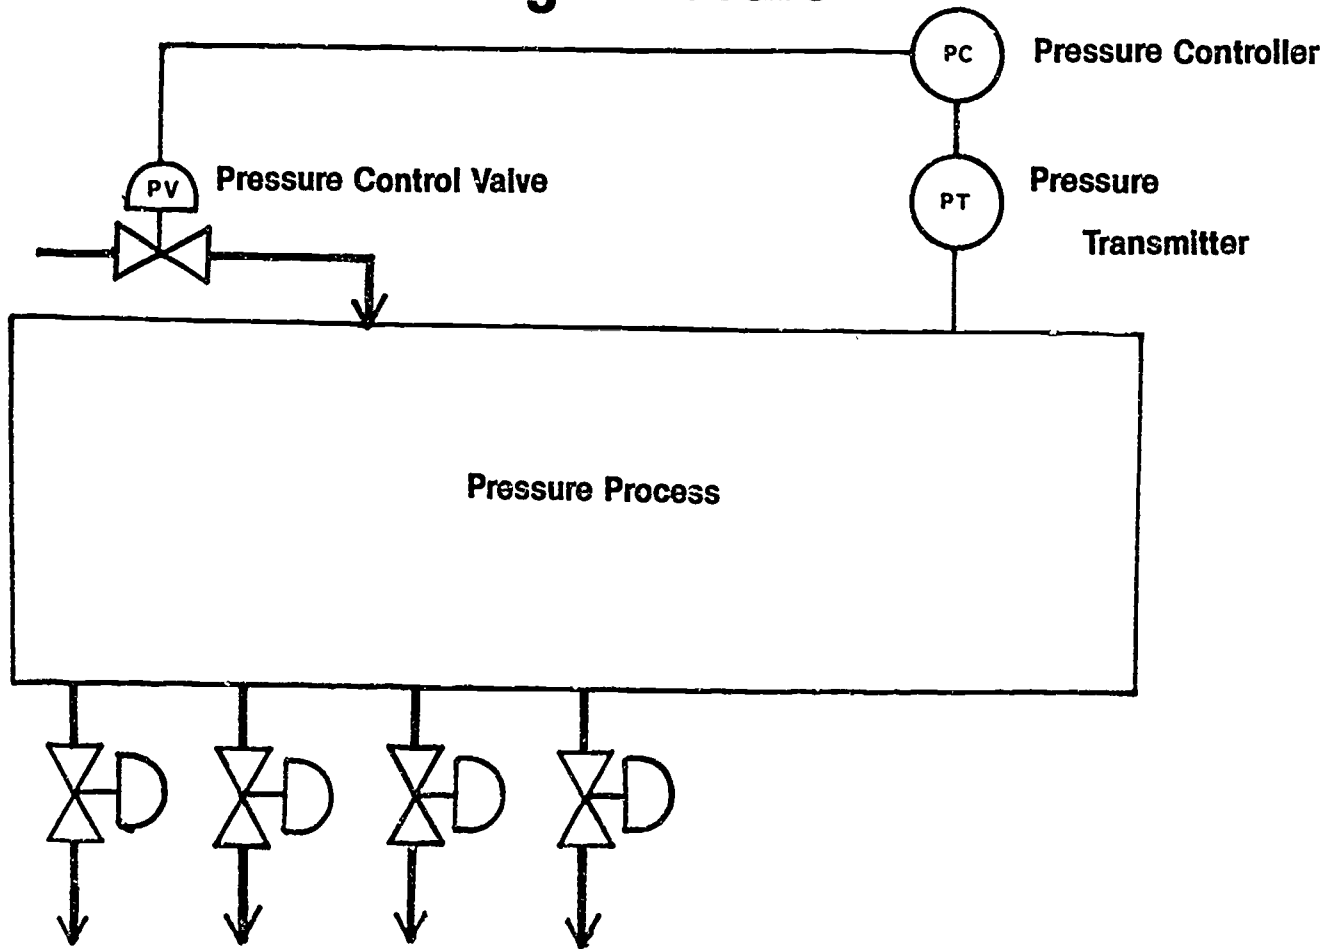 PC Pressure Controller
PV Pressure Control Valve
PT Pressure
Transmitter
Pressure Process